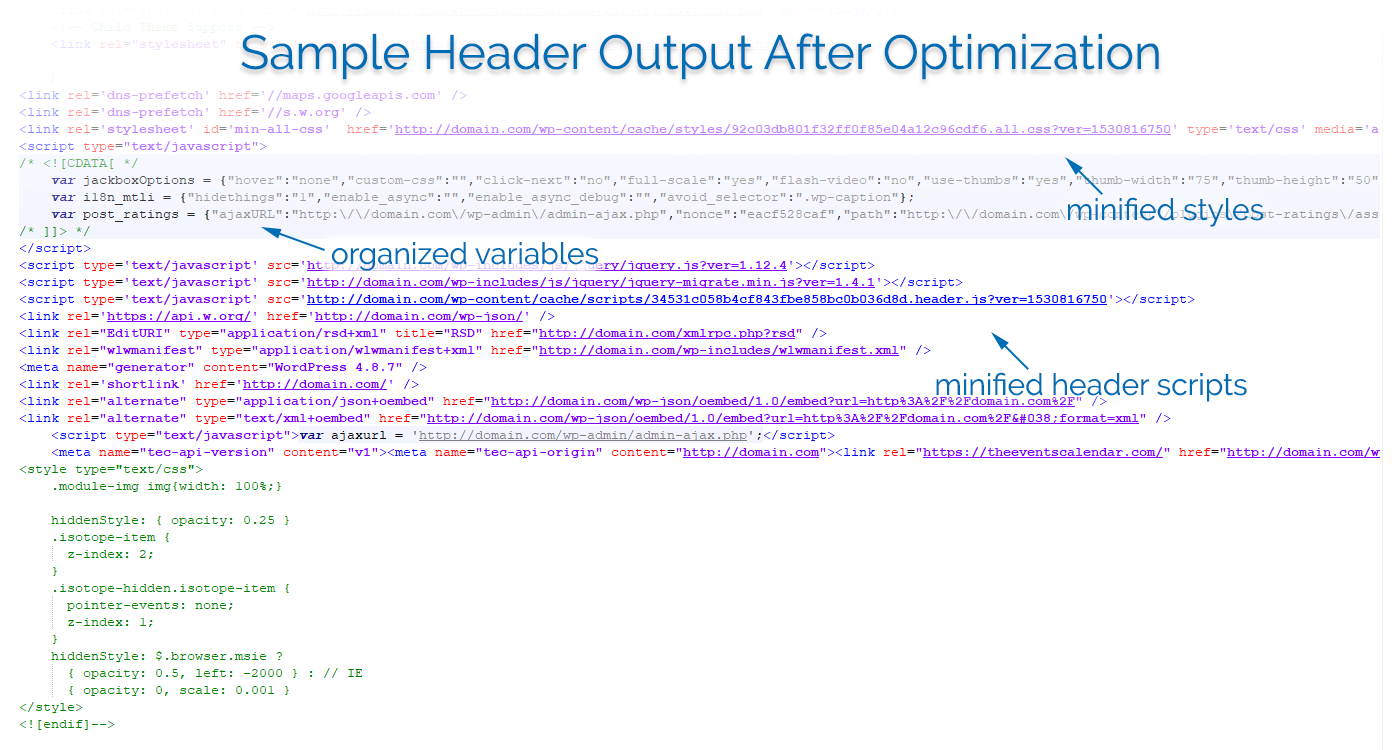 <!-- Child Theme Support -->
<link rel="stylesheet"
Sample Header Output After Optimization
<link rel='dns-prefetch' href='//maps.googleapis.com' />
<link rel='dns-prefetch' href='//s.w.org' />
<link rel='stylesheet' id='min-all-css'  href='http://domain.com/wp-content/cache/styles/92c03db801f32ff0f85e04a12c96cdf6.all.css?ver=1530816750' type='text/css' media='a
<script type="text/javascript">
/* <![CDATA[ */
var jackboxOptions = {"hover":"none","custom-css":"","click-next":"no","full-scale":"yes","flash-video":"no","use-thumbs":"yes","thumb-width":"75","thumb-height":"50"
var i18n_mtli = {"hidethings":"1","enable_async":"","enable_async_debug":"","avoid_selector":".wp-caption"};
minified styles
var post_ratings = {"ajaxURL":"http:\/\/domain.com\/wp-admin\/admin-ajax.php","nonce":"eacf528caf","path":"http:\/\/domain.com\/
/* ]]> */
</script>
organized variables
<script type='text/javascript' src='http://domain.com/wp-includes/js/jquery/jquery.js?ver=1.12.4'></script>
<script type='text/javascript' src='http://domain.com/wp-includes/js/jquery/jquery-migrate.min.js?ver=1.4.1'></script>
<script type='text/javascript' src='http://domain.com/wp-content/cache/scripts/34531c058b4cf843fbe858bc0b036d8d.header.js?ver=1530816750'></script>
<link rel='https://api.w.org/' href='http://domain.com/wp-json/' />
<link rel="EditURI" type="application/rsd+xml" title="RSD" href="http://domain.com/xmlrpc.php?rsd" />
<link rel="wlwmanifest" type="application/wlwmanifest+xml" href="http://domain.com/wp-includes/wlwmanifest.xml" />
<meta name="generator" content="WordPress 4.8.7" />
<link rel='shortlink' href='http://domain.com/' />
minified header scripts
<link rel="alternate" type="application/json+oembed" href="http://domain.com/wp-json/oembed/1.0/embed?url=http%3A%2F%2Fdomain.com%2F" />
<link rel="alternate" type="text/xml+oembed" href="http://domain.com/wp-json/oembed/1.0/embed?url=http%3A%2F%2Fdomain.com%2F&#038;format=xml" />
<script type="text/javascript">var ajaxurl = 'http://domain.com/wp-admin/admin-ajax.php';</script>
<meta name="tec-api-version" content="v1"><meta name="tec-api-origin" content="http://domain.com"><link rel="https://theeventscalendar.com/" href="http://domain.com/w
<style type="text/css">
.module-img img{width: 100%;}
hiddenStyle: { opacity: 0.25 }
.isotope-item {
z-index: 2;
}
.isotope-hidden.isotope-item {
pointer-events: none;
z-index: 1;
}
hiddenStyle: $.browser.msie ?
{ opacity: 0.5, left: -2000 } : // IE
{ opacity: 0, scale: 0.001 }
</style>
<![endif]-->